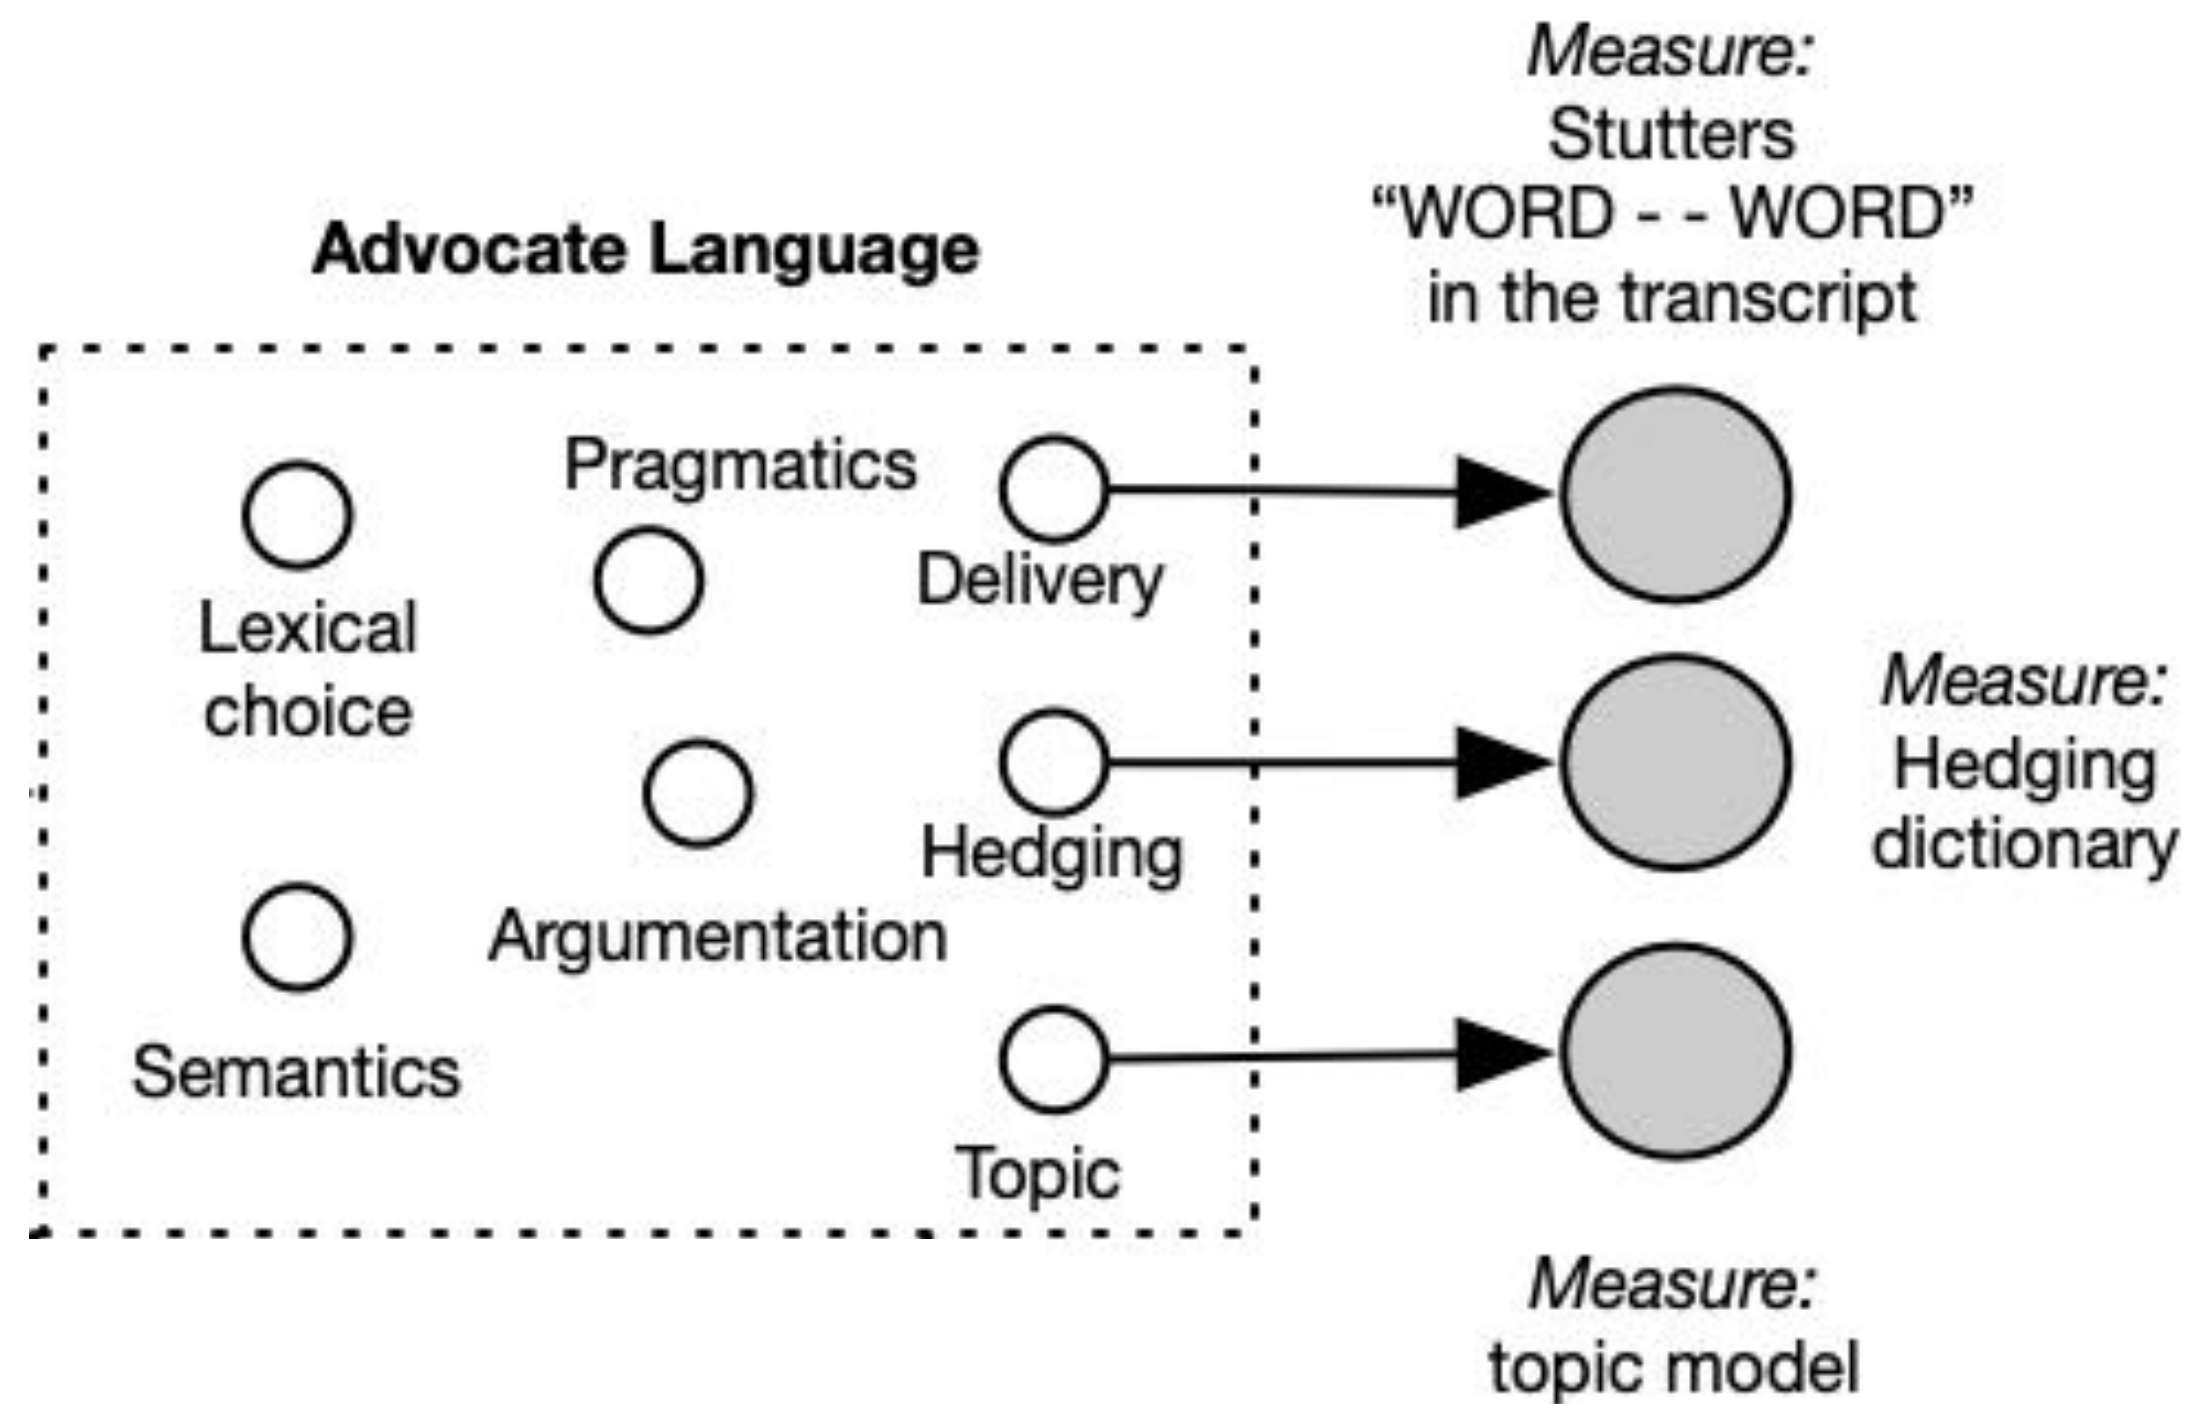 Measure:
Stutters
“WORD - - WORD”
in the transcript
Advocate Language
Pragmatics
Delivery
Lexical
choice
Hedging
Argumentation
Semantics
Topic
Measure:
Hedging
dictionary
Measure:
topic model